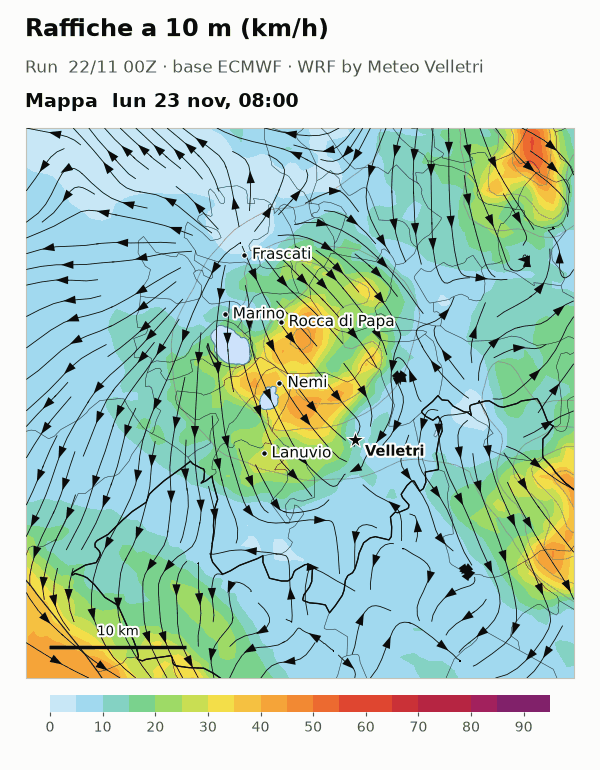 Raffiche a 10 m (km/h)
Run  22/11 00Z · base ECMWF · WRF by Meteo Velletri
Mappa  lun 23 nov, 08:00
Frascati
Marino
Rocca di Papa
Nemi
Velletri
Lanuvio
10 km
0 10 20 30 40 50 60 70 80 90